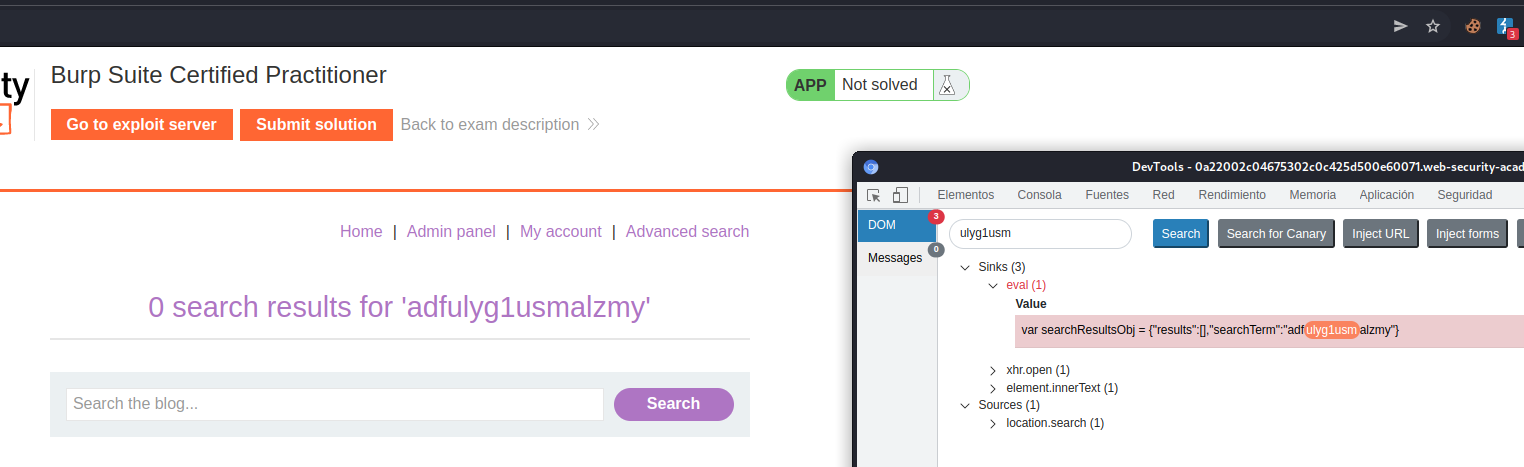 ty Burp Suite Certified Practitioner
APP Not solved
Go to exploit server Submit solution Back to exam description
Home | Admin panel | My account | Advanced search
0 search results for 'adfulyg1usmalzmy'
Search the blog... Search
3
DevTools - 0a22002c04675302c0c425d500e60071.web-security-acad
Elementos Consola Fuentes Red Rendimiento Memoria Aplicación Seguridad
DOM 3
Messages 0
ulyg1usm Search Search for Canary Inject URL Inject forms
Sinks (3)
eval (1)
Value
var searchResultsObj = {"results":[],"searchTerm":"adfulyg1usmalzmy"}
xhr.open (1)
element.innerText (1)
Sources (1)
location.search (1)